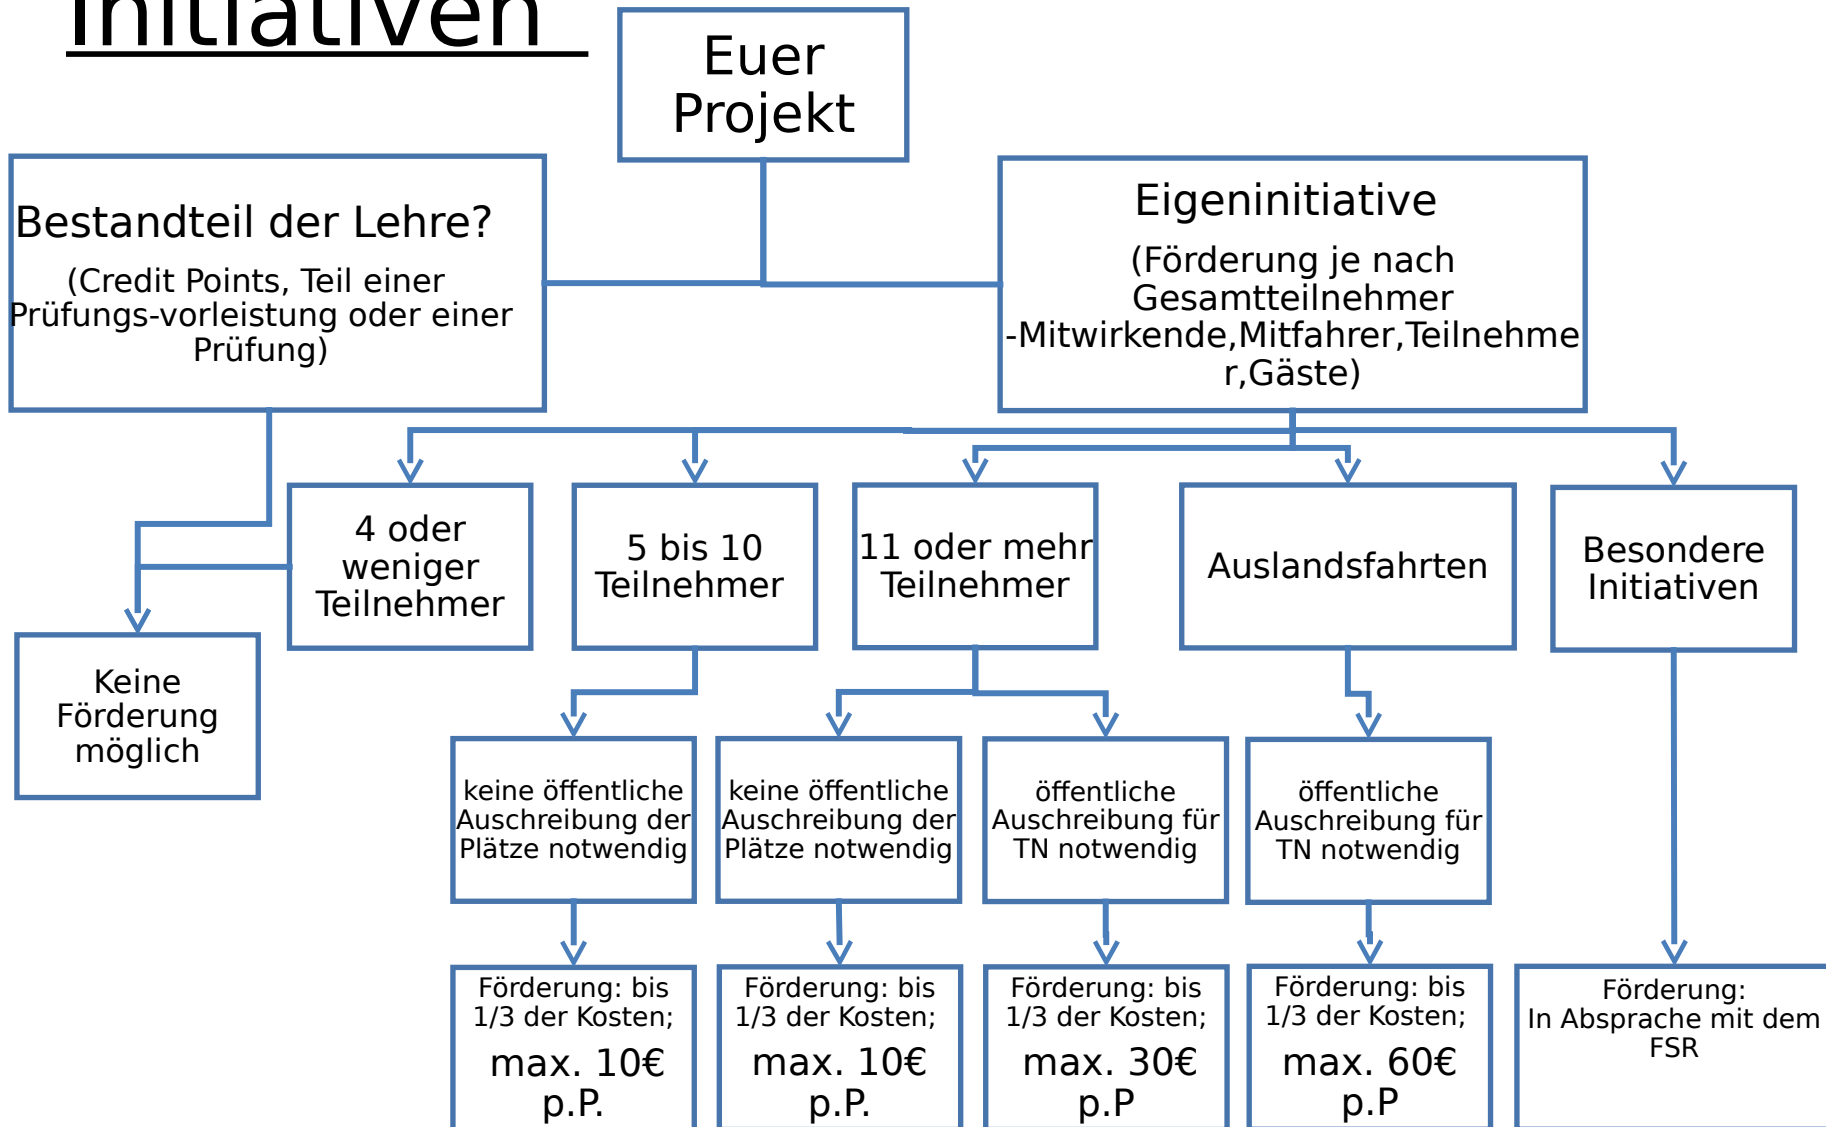 Initiativen
Euer
Projekt
Bestandteil der Lehre?
(Credit Points, Teil einer
Prüfungs-vorleistung oder einer
Prüfung)
Eigeninitiative
(Förderung je nach
Gesamtteilnehmer
-Mitwirkende,Mitfahrer,Teilnehme
r,Gäste)
4 oder
weniger
Teilnehmer
5 bis 10
Teilnehmer
11 oder mehr
Teilnehmer
Auslandsfahrten
Besondere
Initiativen
Keine
Förderung
möglich
keine öffentliche
Auschreibung der
Plätze notwendig
keine öffentliche
Auschreibung der
Plätze notwendig
öffentliche
Auschreibung für
TN notwendig
öffentliche
Auschreibung für
TN notwendig
Förderung: bis
1/3 der Kosten;
max. 10€
p.P.
Förderung: bis
1/3 der Kosten;
max. 10€
p.P.
Förderung: bis
1/3 der Kosten;
max. 30€
p.P
Förderung: bis
1/3 der Kosten;
max. 60€
p.P
Förderung:
In Absprache mit dem
FSR